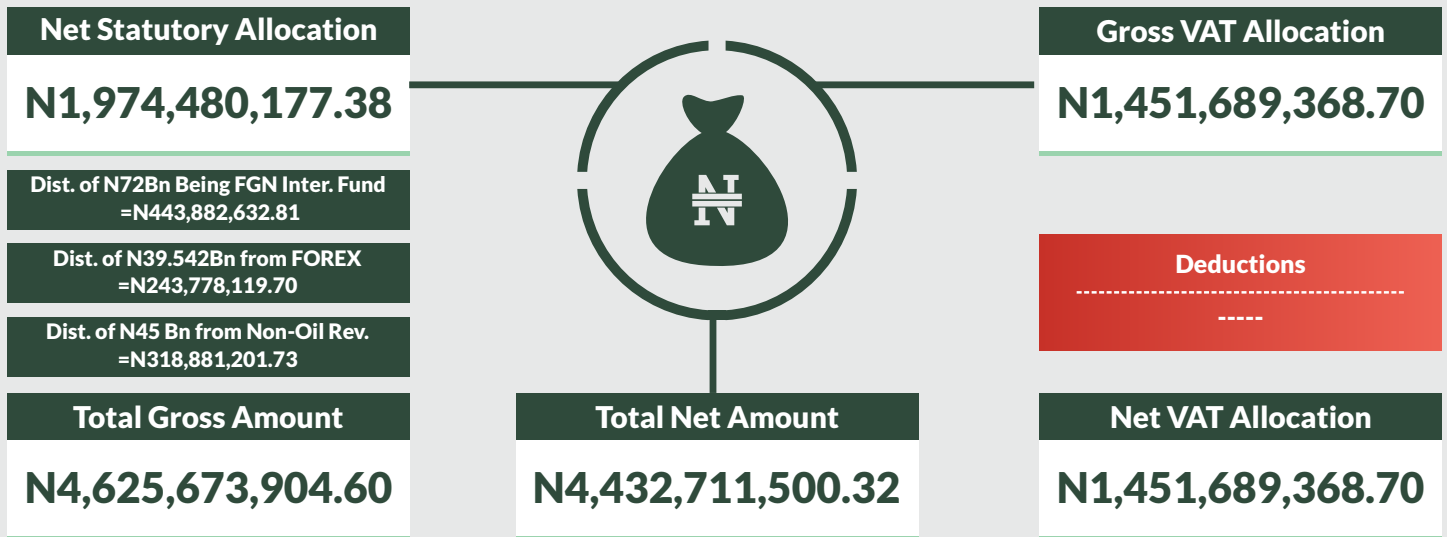 Net Statutory Allocation
N1,974,480,177.38
Dist. of N72Bn Being FGN Inter. Fund
=N443,882,632.81
Dist. of N39.542Bn from FOREX
=N243,778,119.70
Dist. of N45 Bn from Non-Oil Rev.
=N318,881,201.73
Total Gross Amount
N4,625,673,904.60
₦
Total Net Amount
N4,432,711,500.32
Gross VAT Allocation
N1,451,689,368.70
Deductions
--------------------------------------------
-----
Net VAT Allocation
N1,451,689,368.70